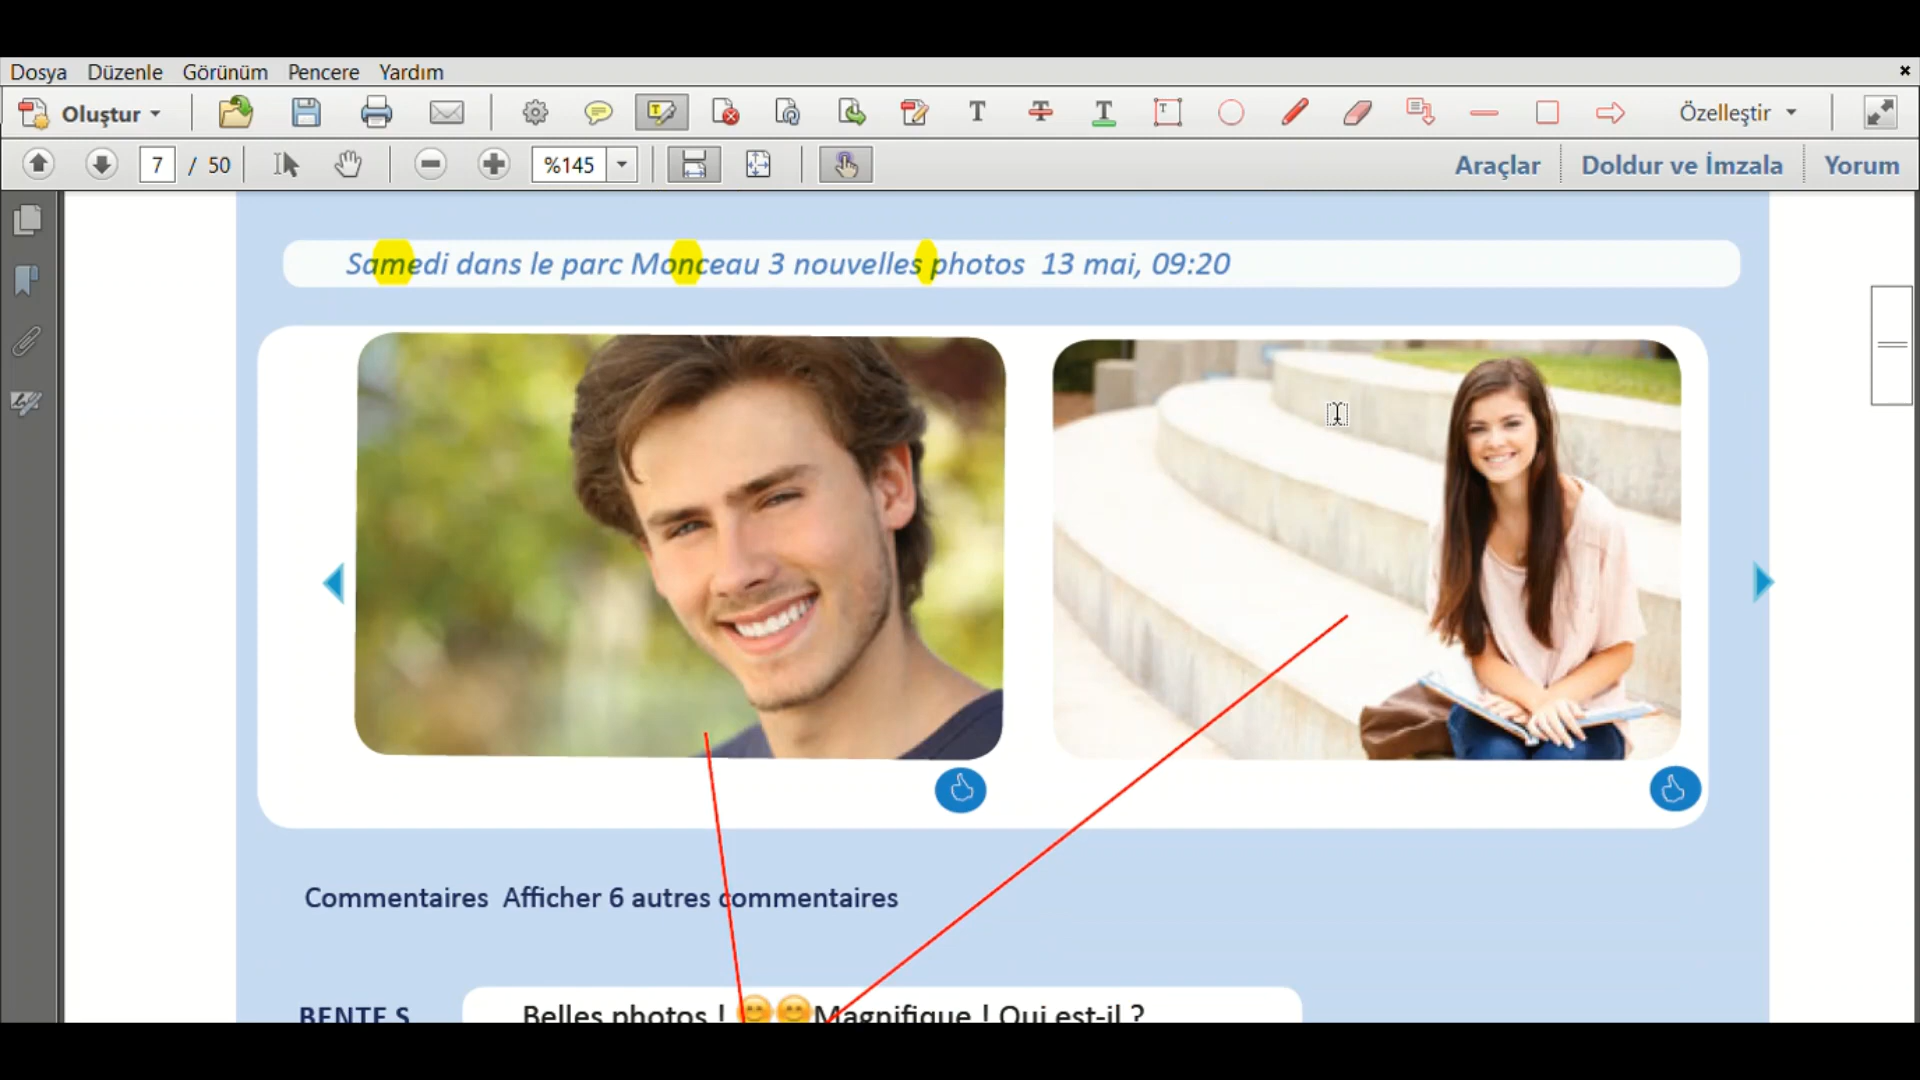 Dosya Düzenle Görünüm Pencere Yardım
Oluştur Özelleştir
7 / 50 %145 Araçlar Doldur ve İmzala Yorum
Samedi dans le parc Monceau 3 nouvelles photos 13 mai, 09:20
Commentaires Afficher 6 autres commentaires
BENTE S Belles photos ! Magnifique ! Qui est-il ?